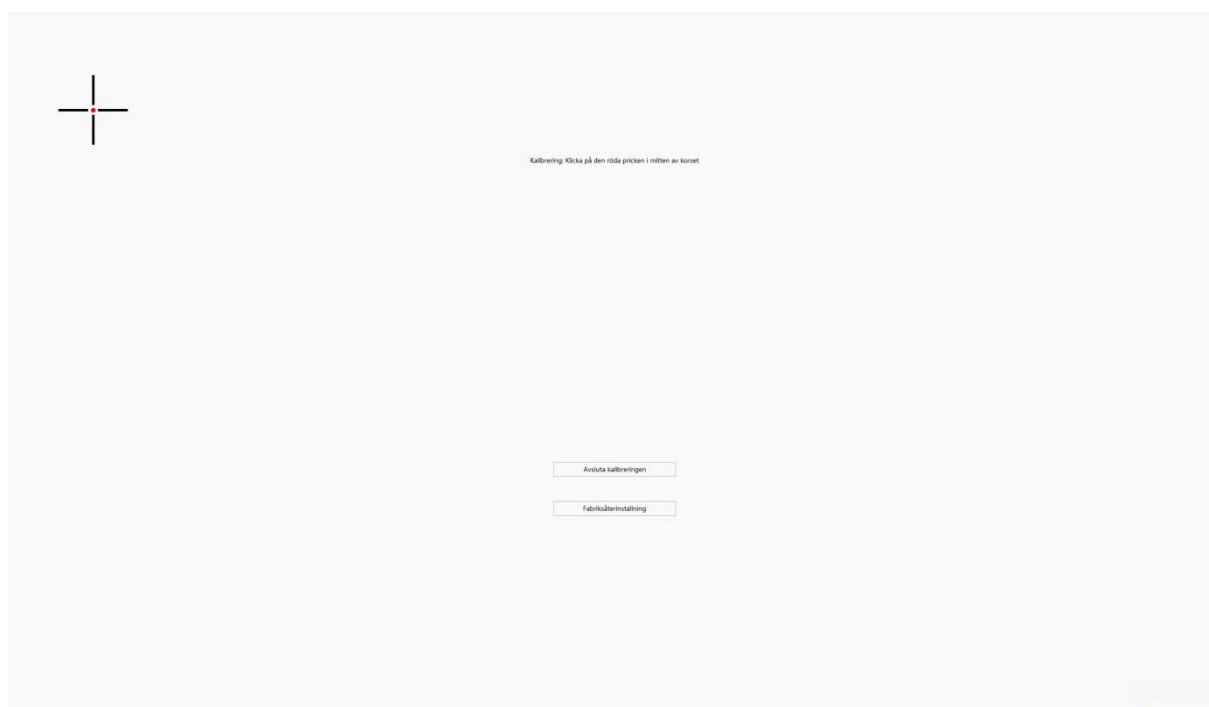 Kalibrering: Klicka på den röda pricken i mitten av korset
Avsluta kalibreringen
Fabriksåterinställning